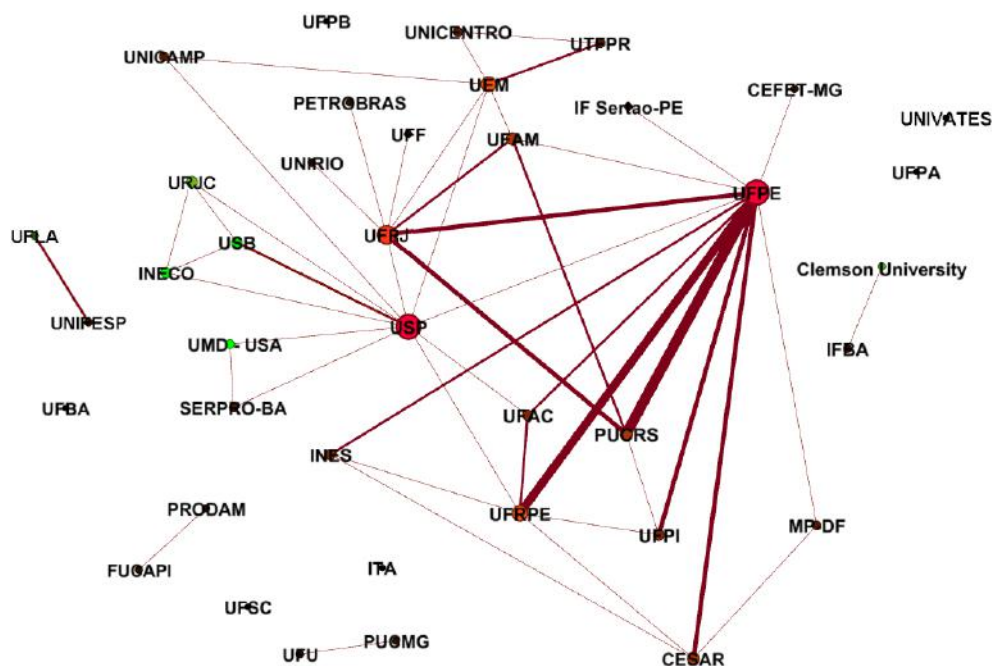 UFPB
UNICENTRO
UTFPR
UNICAMP
UEM
PETROBRAS
IF Sertao-PE
CEFET-MG
UNIVATES
UFF
UFAM
UNIRIO
UFPA
URJC
UFPE
UFLA
USB
UFRJ
INECO
Clemson University
UNIFESP
USP
UMD - USA
IFBA
UFBA
SERPRO-BA
UFAC
PUCRS
INES
PRODAM
UFRPE
UFPI
MP-DF
FUCAPI
ITA
UFSC
UFU
PUCMG
CESAR